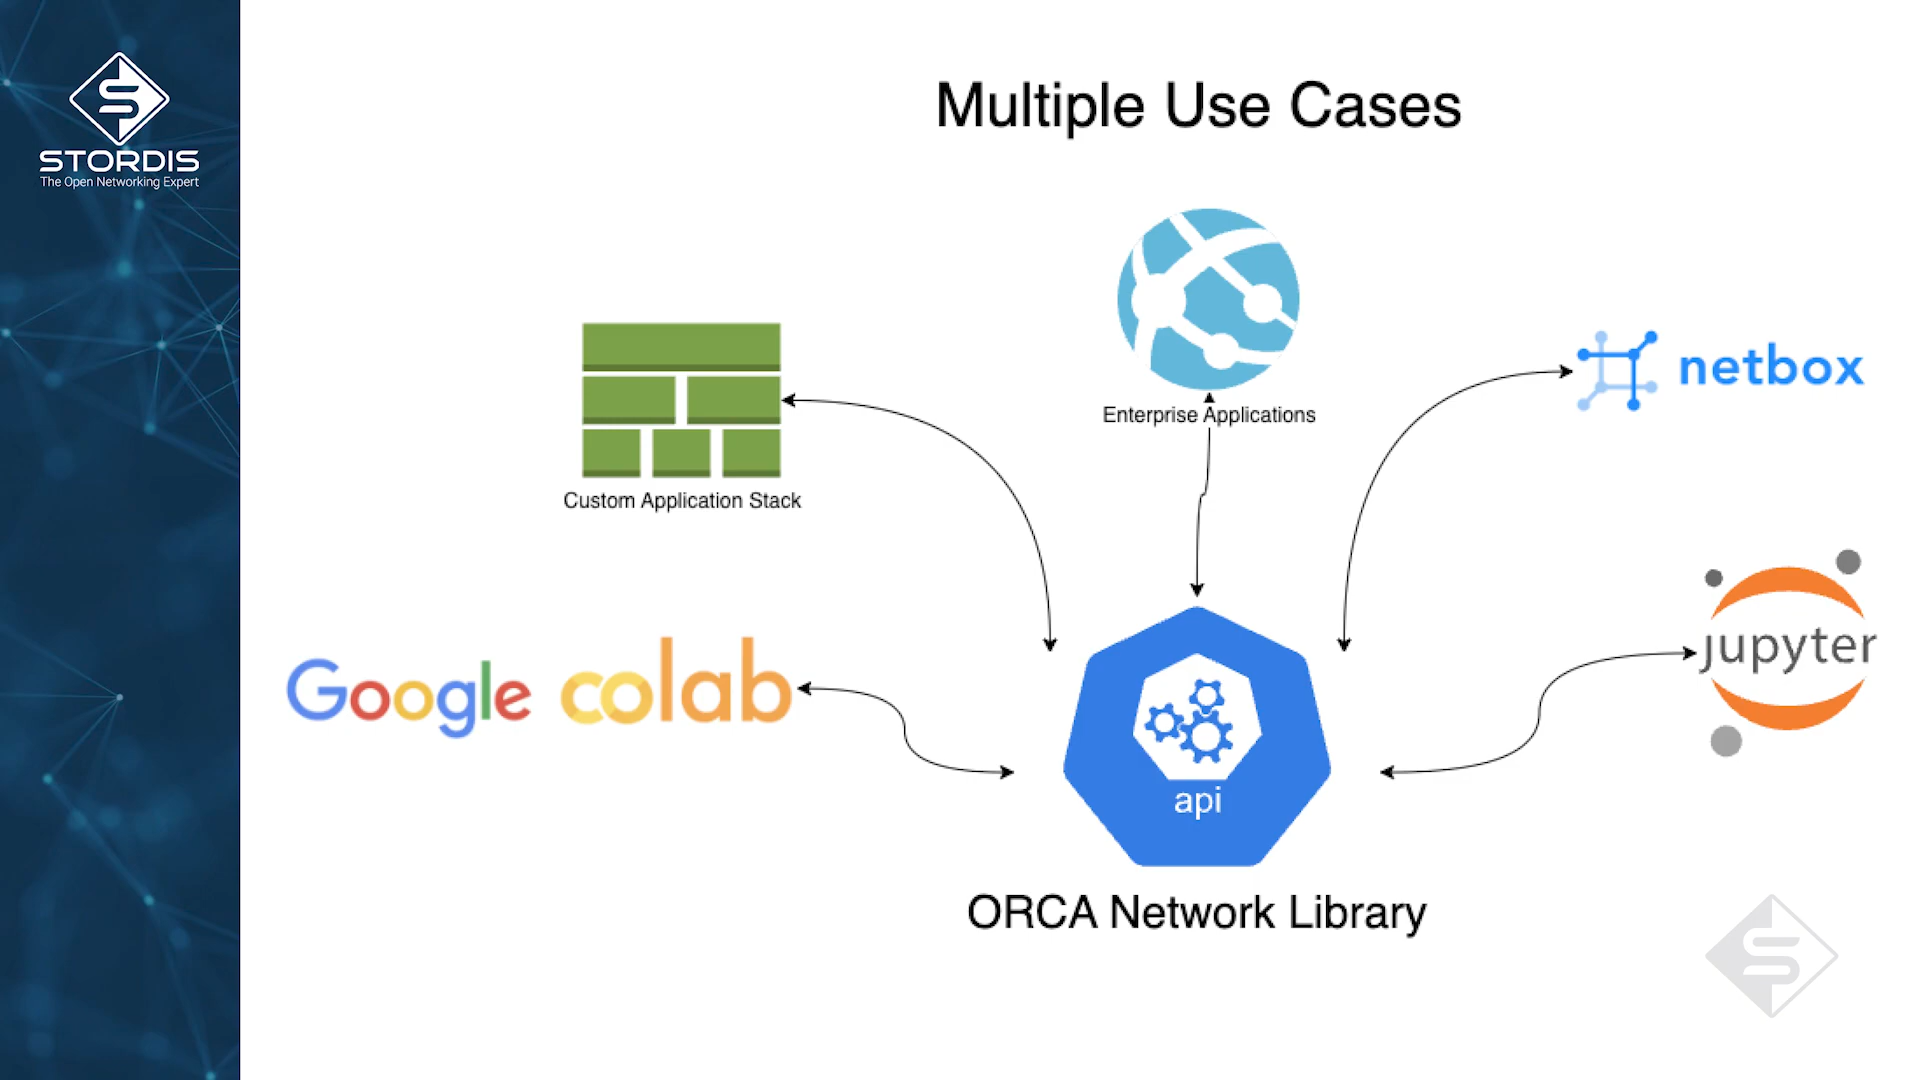 STORDIS
The Open Networking Expert
Multiple Use Cases
Enterprise Applications
netbox
Custom Application Stack
Google colab
jupyter
api
ORCA Network Library